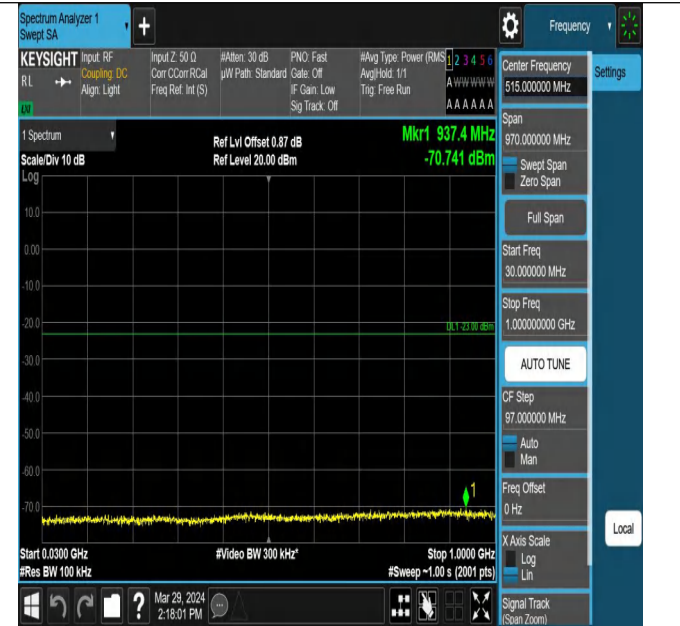 Spectrum Analyzer 1
Swept SA
+
Frequency
KEYSIGHT
RL
LXI
Input: RF
Coupling: DC
Align: Light
Input Z: 50 Ω
Corr CCorr RCal
Freq Ref: Int (S)
#Atten: 30 dB
µW Path: Standard
PNO: Fast
Gate: Off
IF Gain: Low
Sig Track: Off
#Avg Type: Power (RMS
Avg|Hold: 1/1
Trig: Free Run
1 2 3 4 5 6
A W W W W W
A A A A A A
1 Spectrum
Scale/Div 10 dB
Ref Lvl Offset 0.87 dB
Ref Level 20.00 dBm
Mkr1 937.4 MHz
-70.741 dBm
Log
10.0
0.00
-10.0
-20.0
DL1 -23.00 dBm
-30.0
-40.0
-50.0
-60.0
1
-70.0
Start 0.0300 GHz
#Video BW 300 kHz*
Stop 1.0000 GHz
#Res BW 100 kHz
#Sweep ~1.00 s (2001 pts)
Mar 29, 2024
2:18:01 PM
Center Frequency
515.000000 MHz
Settings
Span
970.000000 MHz
Swept Span
Zero Span
Full Span
Start Freq
30.000000 MHz
Stop Freq
1.000000000 GHz
AUTO TUNE
CF Step
97.000000 MHz
Auto
Man
Freq Offset
0 Hz
X Axis Scale
Log
Lin
Local
Signal Track
(Span Zoom)